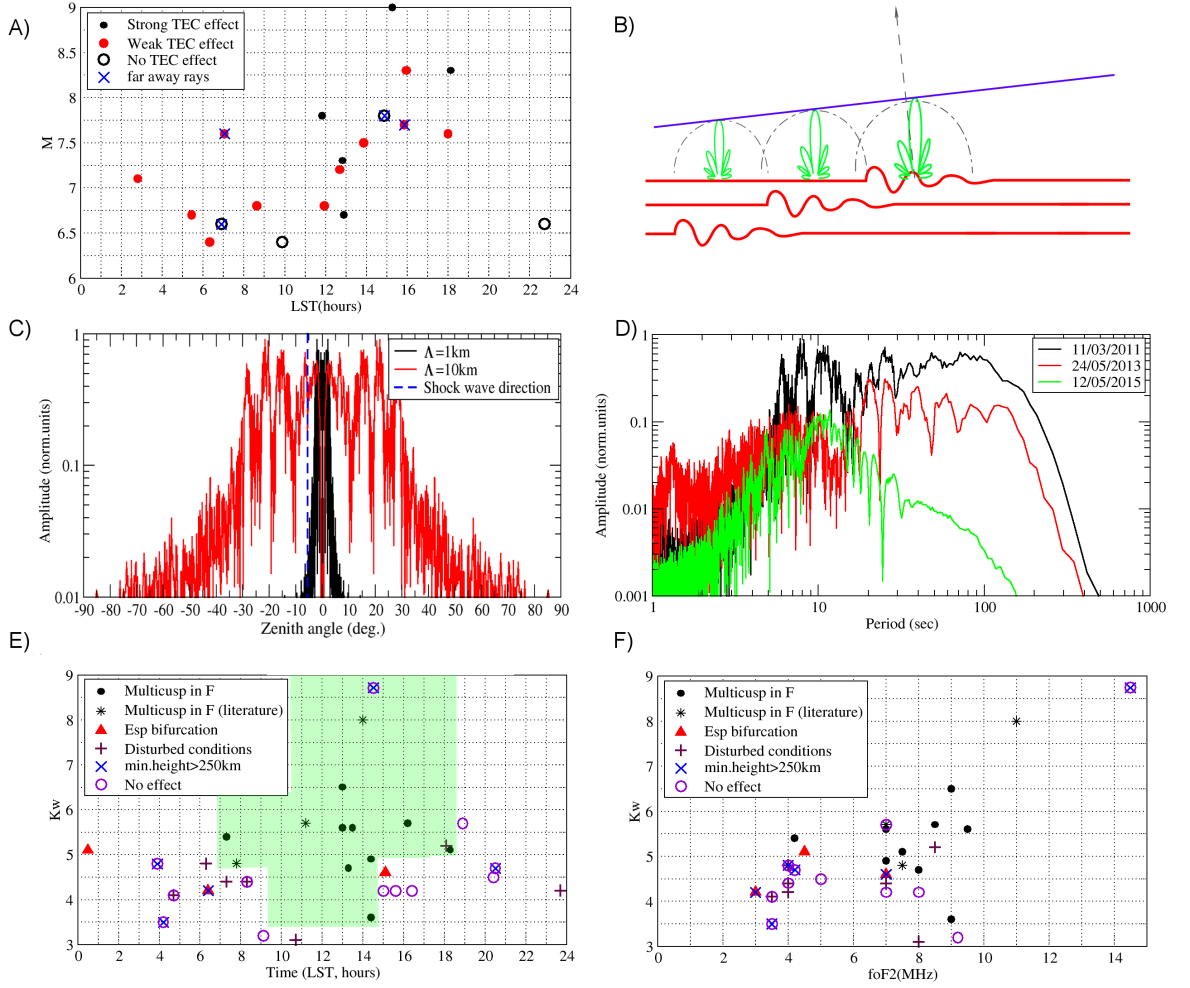 A)
9
8.5
8
7.5
7
6.5
6
M
Strong TEC effect
Weak TEC effect
No TEC effect
far away rays
0 2 4 6 8 10 12 14 16 18 20 22 24
LST(hours)
B)
C)
1
0.1
0.01
Amplitude (norm.units)
Λ=1km
Λ=10km
Shock wave direction
-90 -80 -70 -60 -50 -40 -30 -20 -10 0 10 20 30 40 50 60 70 80 90
Zenith angle (deg.)
D)
1
0.1
0.01
0.001
Amplitude (norm.units)
11/03/2011
24/05/2013
12/05/2015
1 10 100 1000
Period (sec)
E)
9
8
7
6
5
4
3
Kw
Multicusp in F
Multicusp in F (literature)
Esp bifurcation
Disturbed conditions
min.height>250km
No effect
0 2 4 6 8 10 12 14 16 18 20 22 24
Time (LST, hours)
F)
9
8
7
6
5
4
3
Kw
Multicusp in F
Multicusp in F (literature)
Esp bifurcation
Disturbed conditions
min.height>250km
No effect
0 2 4 6 8 10 12 14
foF2(MHz)